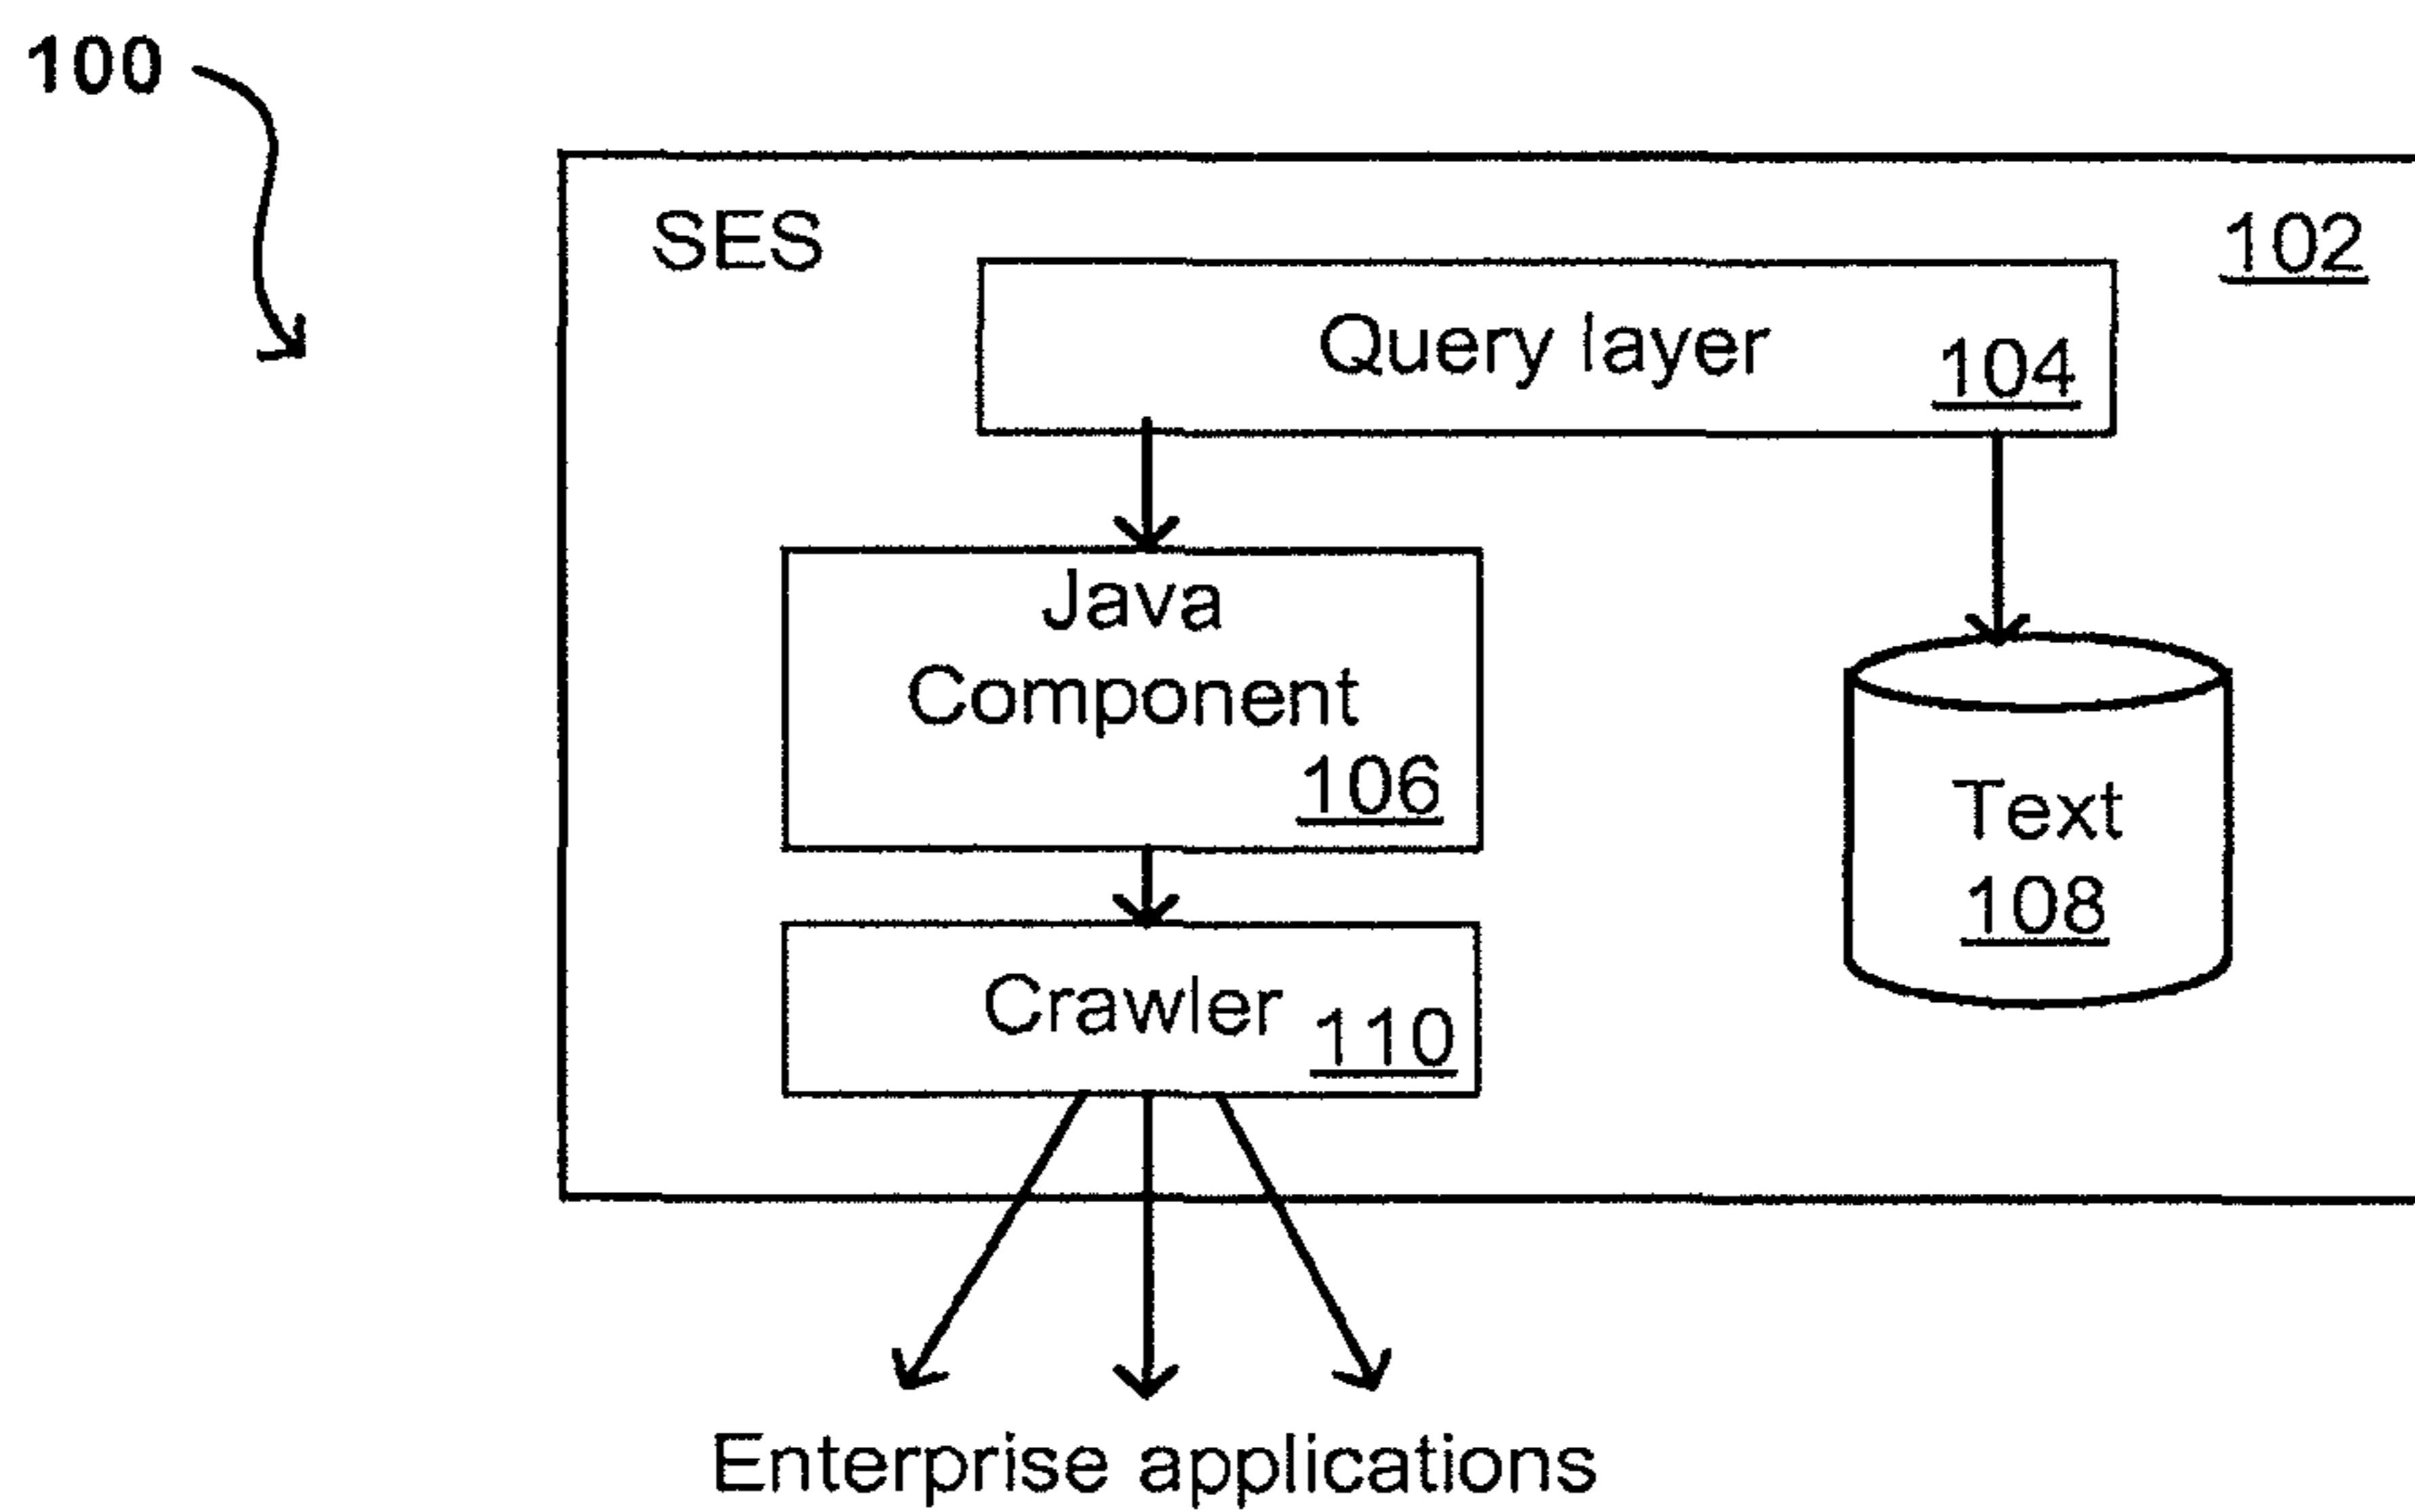 100
SES
102
Query layer
104
Java
Component
106
Text
108
Crawler
110
Enterprise applications